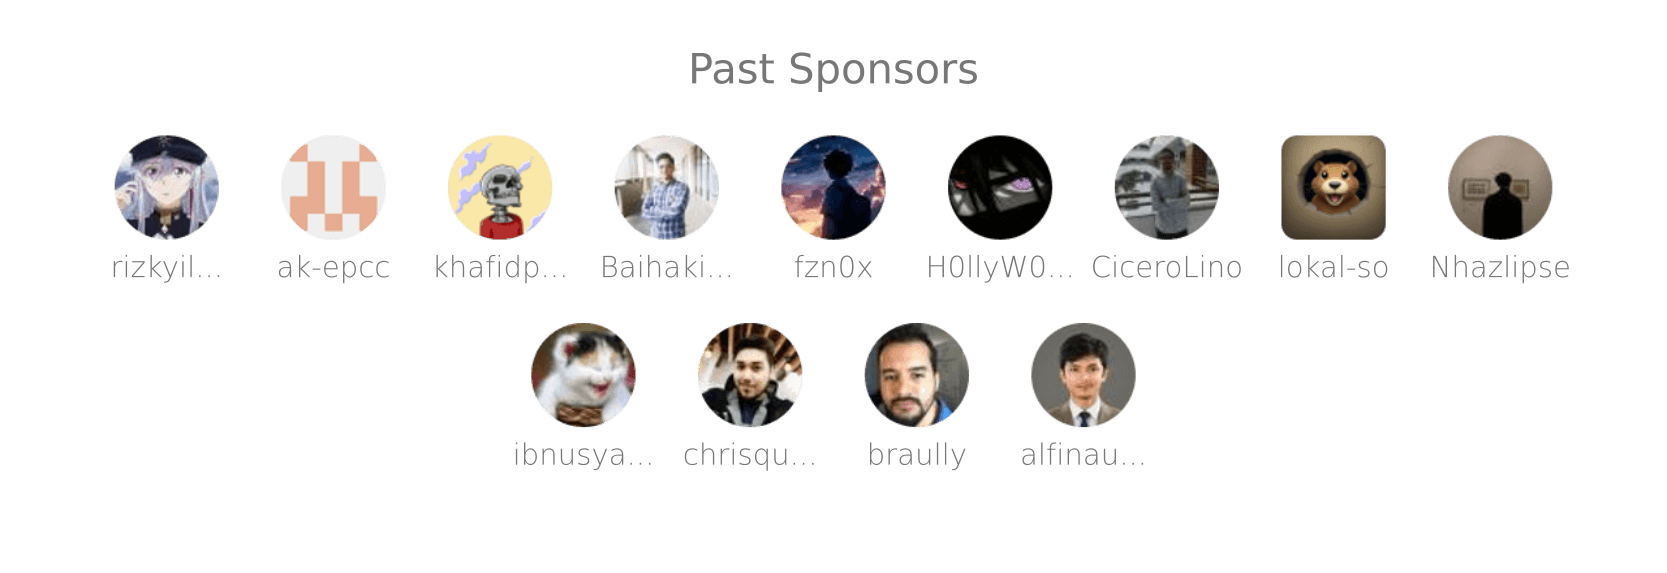 Past Sponsors
rizkyil... ak-epcc khafidp... Baihaki... fzn0x H0llyW0... CiceroLino lokal-so Nhazlipse
ibnusya... chrisqu... braully alfinau...